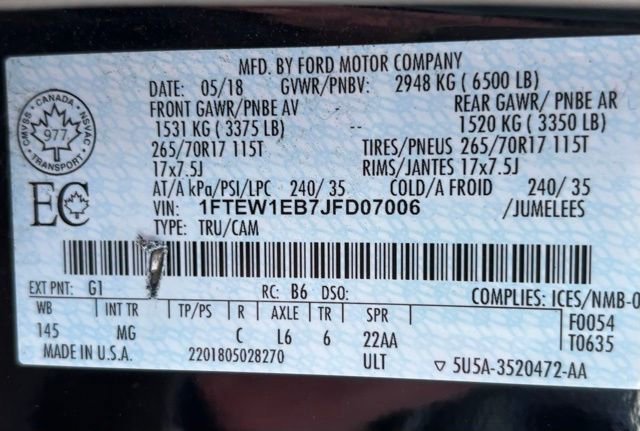 MFD. BY FORD MOTOR COMPANY
DATE: 05/18 GVWR/PNBV: 2948 KG ( 6500 LB)
FRONT GAWR/PNBE AV REAR GAWR/ PNBE AR
1531 KG ( 3375 LB) -- 1520 KG ( 3350 LB)
265/70R17 115T TIRES/PNEUS 265/70R17 115T
17x7.5J RIMS/JANTES 17x7.5J
AT/A kPa/PSI/LPC 240/ 35 COLD/A FROID 240/ 35
VIN: 1FTEW1EB7JFD07006 /JUMELEES
TYPE: TRU/CAM
CANADA
CMVSS NSVAC
977
TRANSPORT
EC
EXT PNT: G1 RC: B6 DSO: COMPLIES: ICES/NMB-0
WB INT TR TP/PS R AXLE TR SPR F0054
145 MG C L6 6 22AA T0635
MADE IN U.S.A. 2201805028270 ULT ▽ 5U5A-3520472-AA